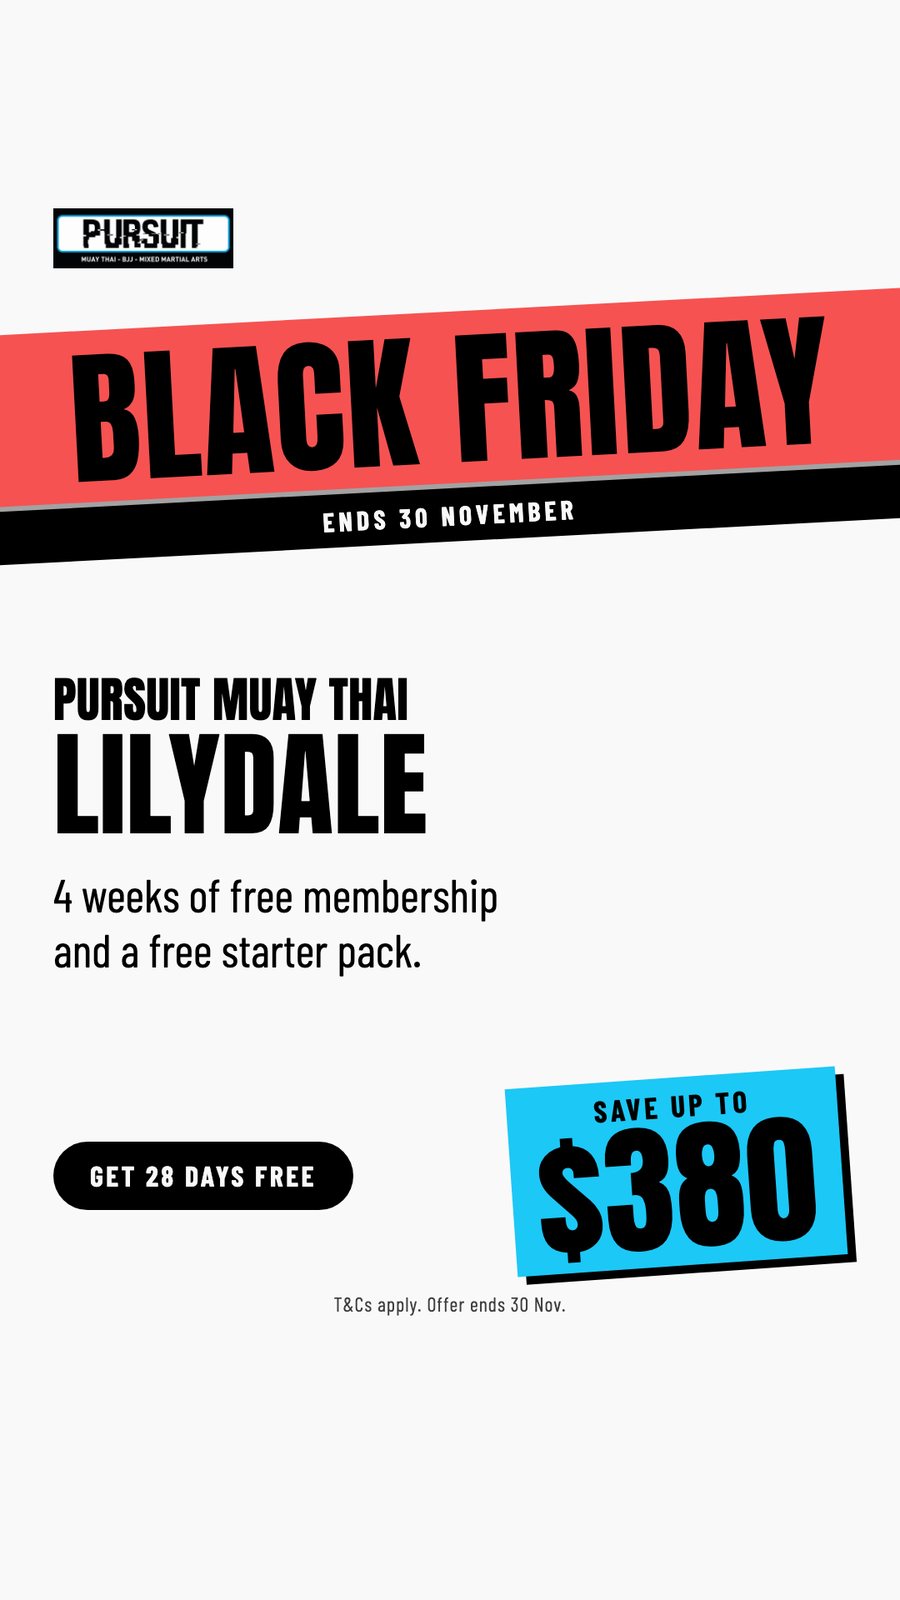 PURSUIT
MUAY THAI - BJJ - MIXED MARTIAL ARTS
BLACK FRIDAY
ENDS 30 NOVEMBER
PURSUIT MUAY THAI
LILYDALE
4 weeks of free membership
and a free starter pack.
SAVE UP TO
$380
GET 28 DAYS FREE
T&Cs apply. Offer ends 30 Nov.